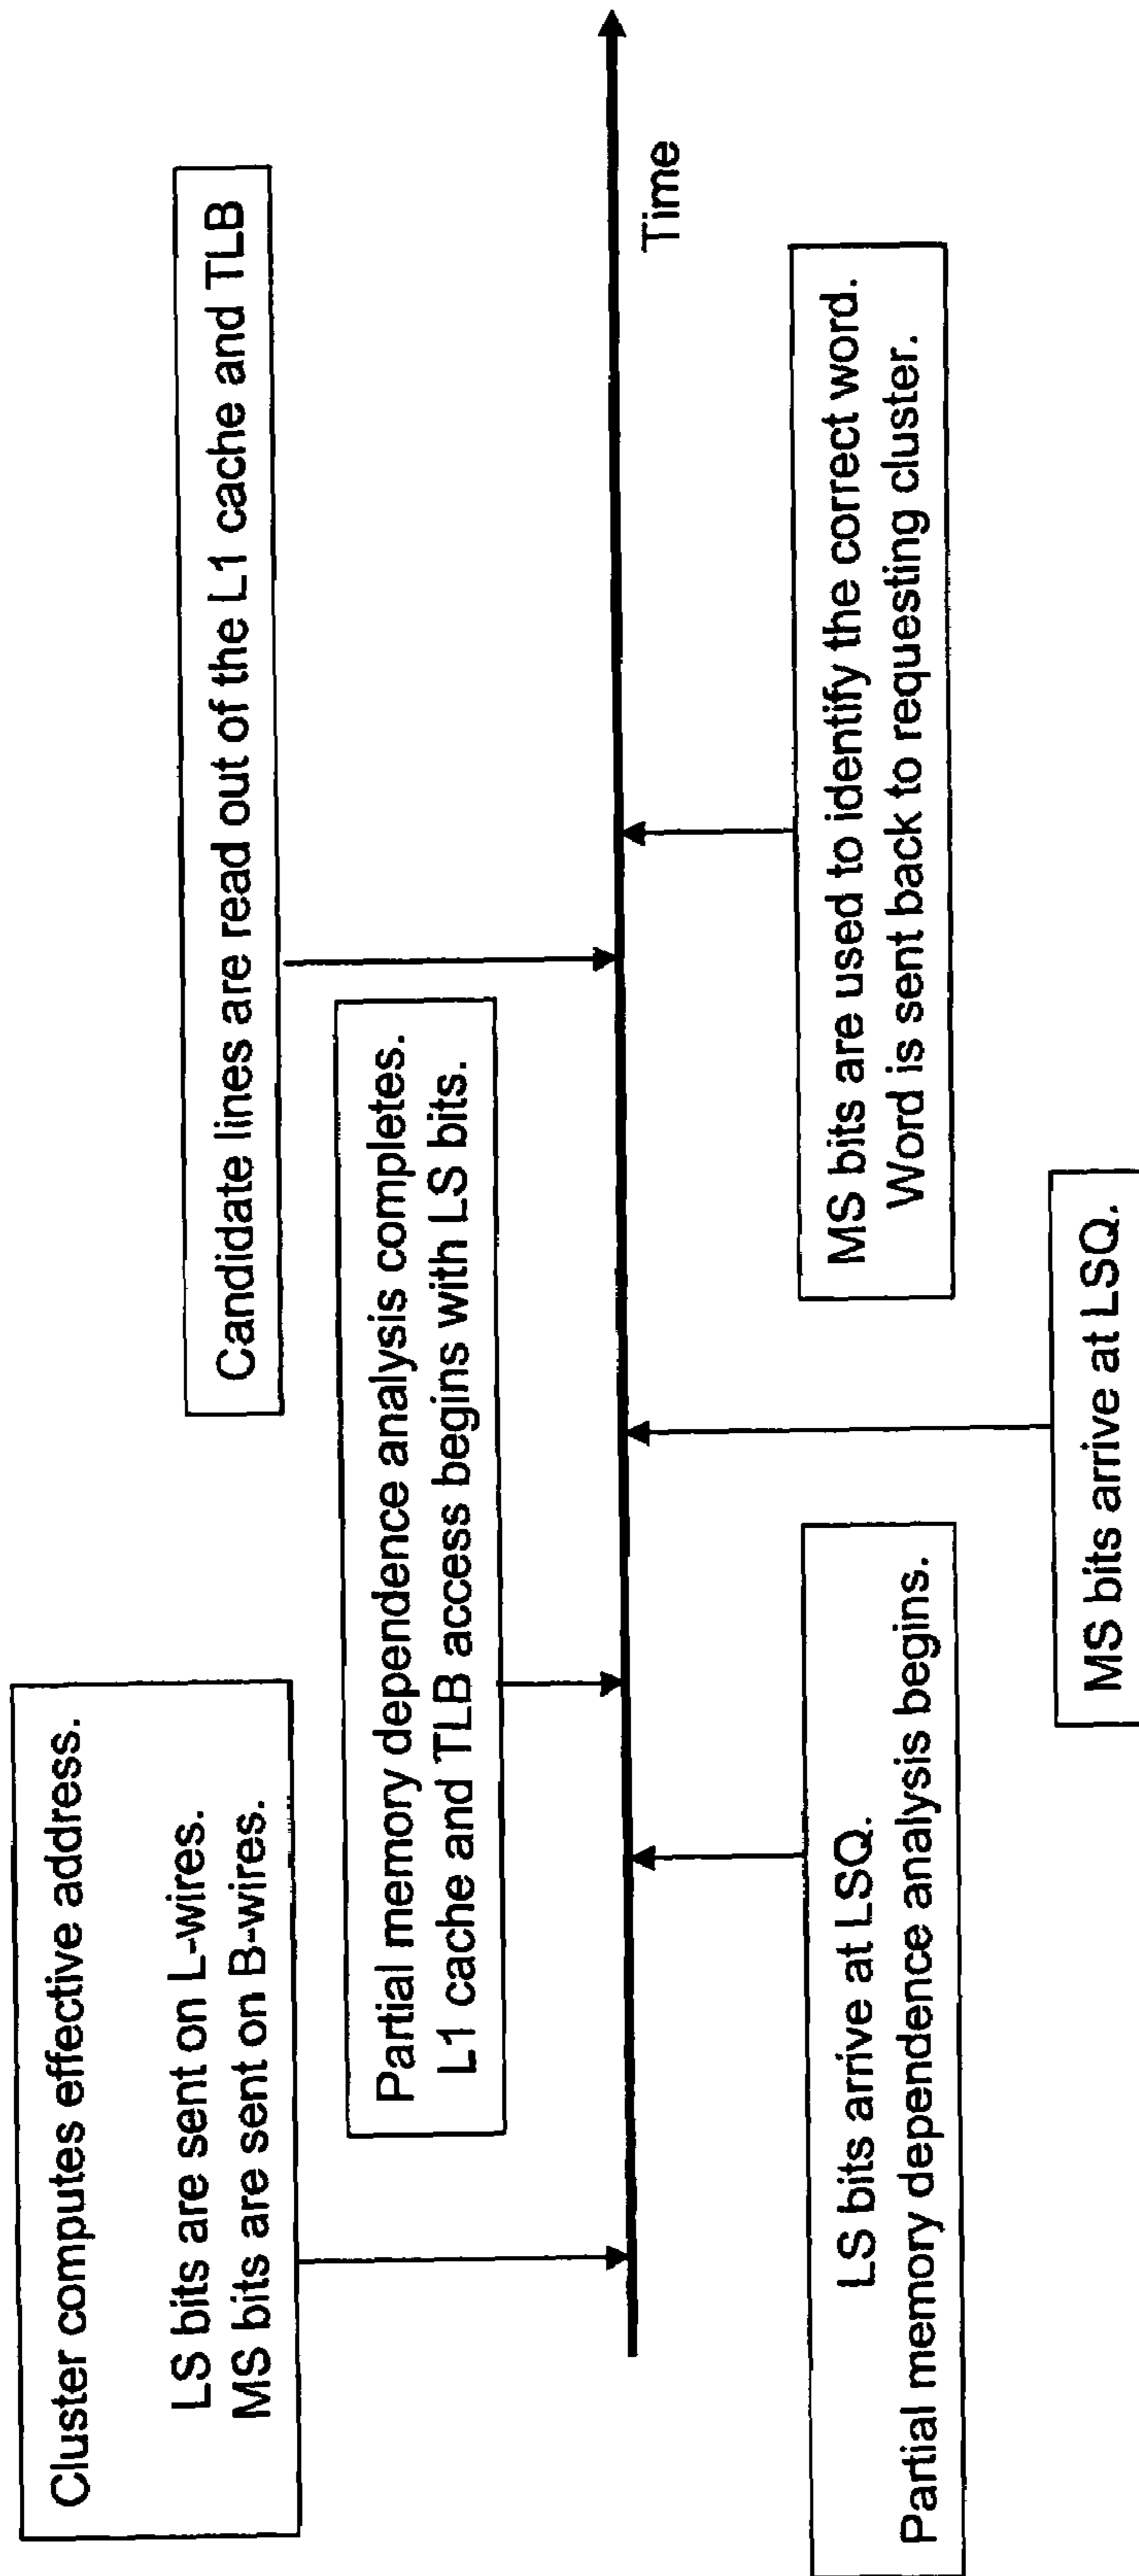 Cluster computes effective address.
LS bits are sent on L-wires.
MS bits are sent on B-wires.
Partial memory dependence analysis completes.
L1 cache and TLB access begins with LS bits.
Candidate lines are read out of the L1 cache and TLB
Time
LS bits arrive at LSQ.
Partial memory dependence analysis begins.
MS bits arrive at LSQ.
MS bits are used to identify the correct word.
Word is sent back to requesting cluster.